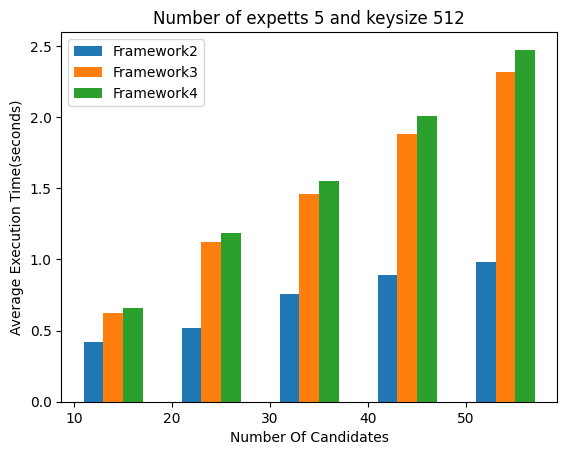 Number of expetts 5 and keysize 512
Framework2
Framework3
Framework4
Average Execution Time(seconds)
2.5
2.0
1.5
1.0
0.5
0.0
10 20 30 40 50
Number Of Candidates